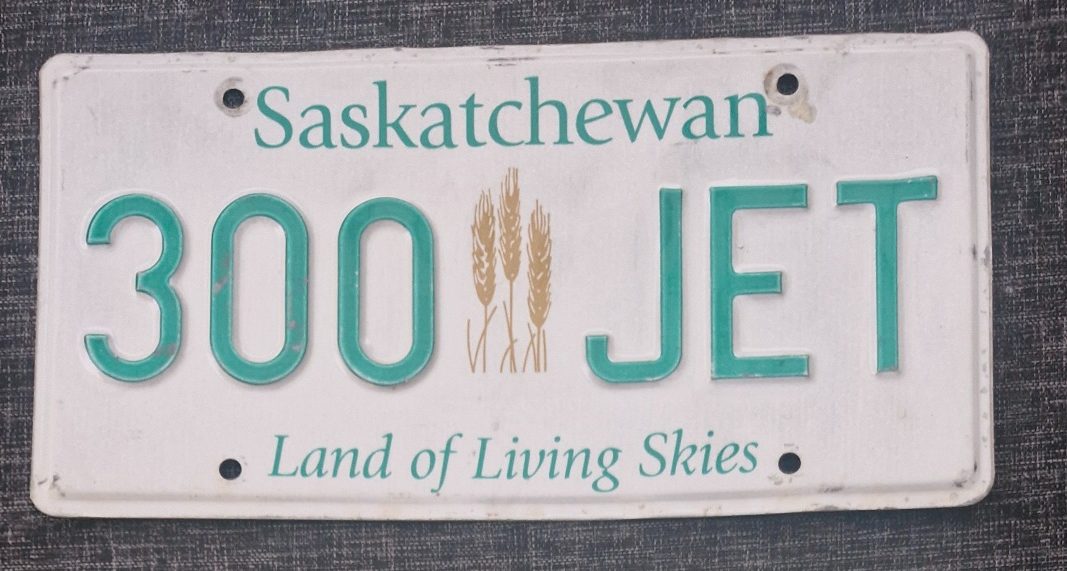 Saskatchewan
300 JET
Land of Living Skies